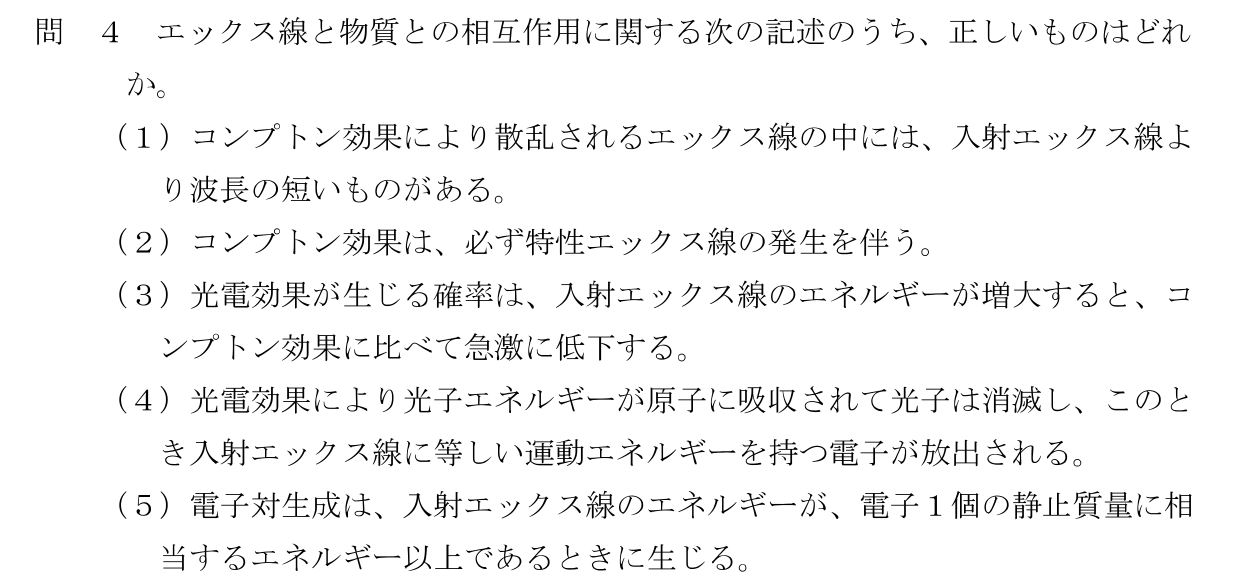 問　４　エックス線と物質との相互作用に関する次の記述のうち、正しいものはどれ
か。
（１）コンプトン効果により散乱されるエックス線の中には、入射エックス線よ
り波長の短いものがある。
（２）コンプトン効果は、必ず特性エックス線の発生を伴う。
（３）光電効果が生じる確率は、入射エックス線のエネルギーが増大すると、コ
ンプトン効果に比べて急激に低下する。
（４）光電効果により光子エネルギーが原子に吸収されて光子は消滅し、このと
き入射エックス線に等しい運動エネルギーを持つ電子が放出される。
（５）電子対生成は、入射エックス線のエネルギーが、電子１個の静止質量に相
当するエネルギー以上であるときに生じる。